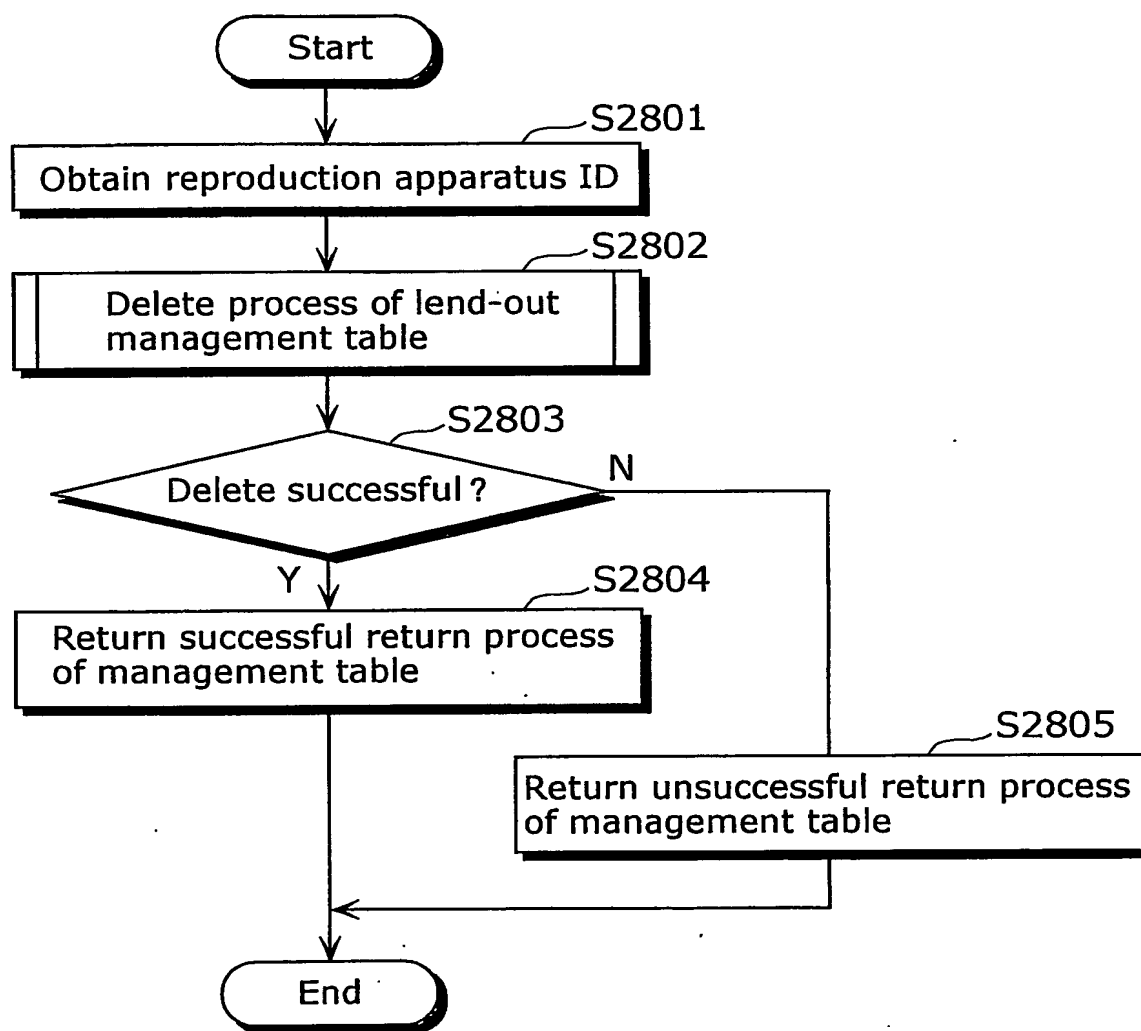 Start
S2801
Obtain reproduction apparatus ID
S2802
Delete process of lend-out
management table
S2803
Delete successful ?
N
Y
S2804
Return successful return process
of management table
S2805
Return unsuccessful return process
of management table
End